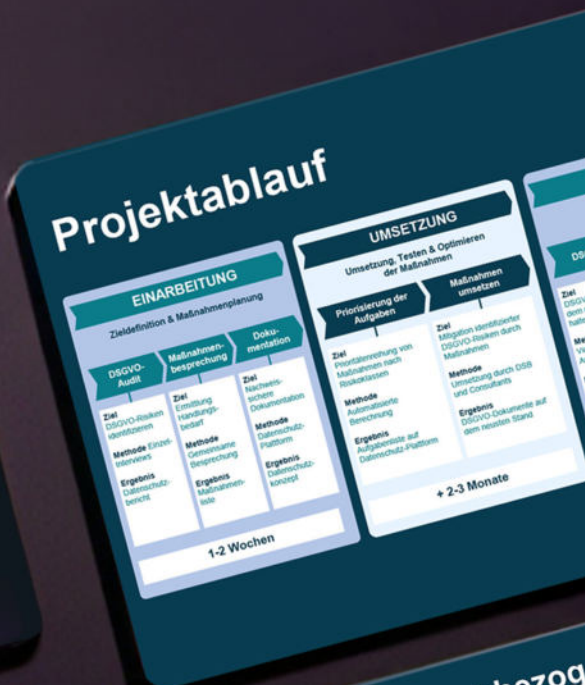 Projektablauf
EINARBEITUNG
Zieldefinition & Maßnahmenplanung
DSGVO-
Audit
Ziel
DSGVO-Risiken
identifizieren
Methode Einzel-
Interviews
Ergebnis
Datenschutz-
bericht
Maßnahmen-
besprechung
Ziel
Ermittlung
Handlungs-
bedarf
Methode
Gemeinsame
Besprechung
Ergebnis
Maßnahmen-
liste
Doku-
mentation
Ziel
Nachweis-
sichere
Dokumentation
Methode
Datenschutz-
Plattform
Ergebnis
Datenschutz-
konzept
1-2 Wochen
UMSETZUNG
Umsetzung, Testen & Optimieren
der Maßnahmen
Priorisierung der
Aufgaben
Ziel
Prioritätenreihung von
Maßnahmen nach
Risikoklassen
Methode
Automatisierte
Berechnung
Ergebnis
Aufgabenliste auf
Datenschutz-Plattform
Maßnahmen
umsetzen
Ziel
Mitigation identifizierter
DSGVO-Risiken durch
Maßnahmen
Methode
Umsetzung durch DSB
und Consultants
Ergebnis
DSGVO-Dokumente auf
dem neusten Stand
+ 2-3 Monate
Ziel